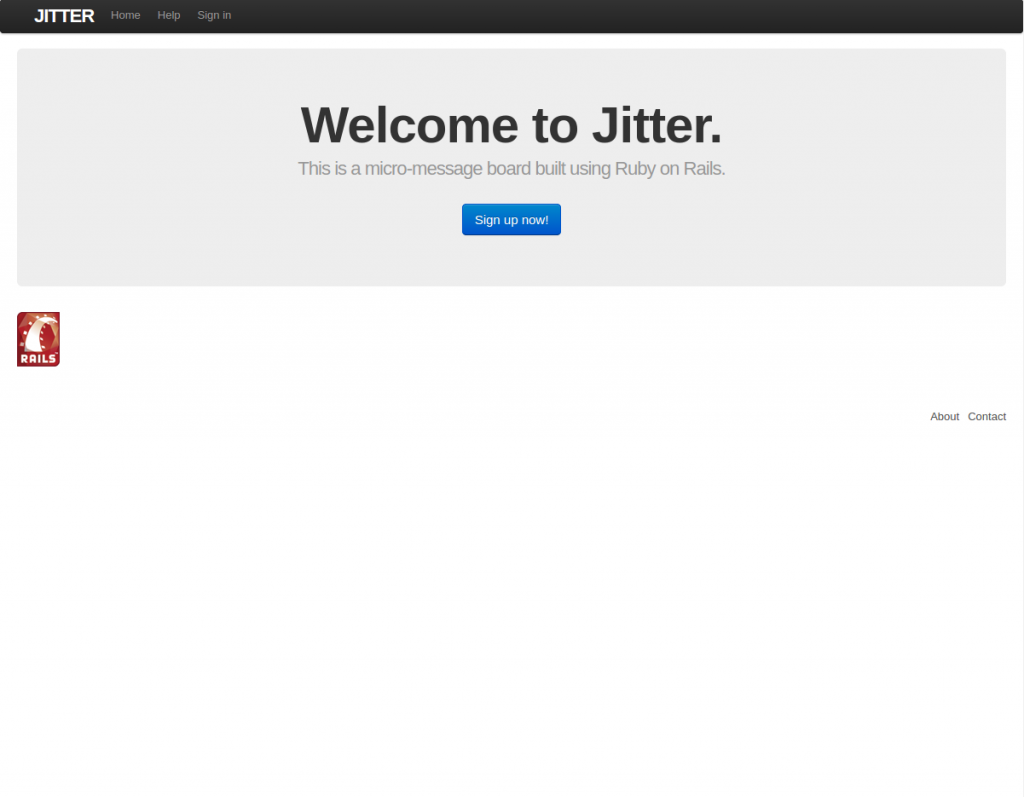 JITTER Home Help Sign in
Welcome to Jitter.
This is a micro-message board built using Ruby on Rails.
Sign up now!
RAILS
About Contact